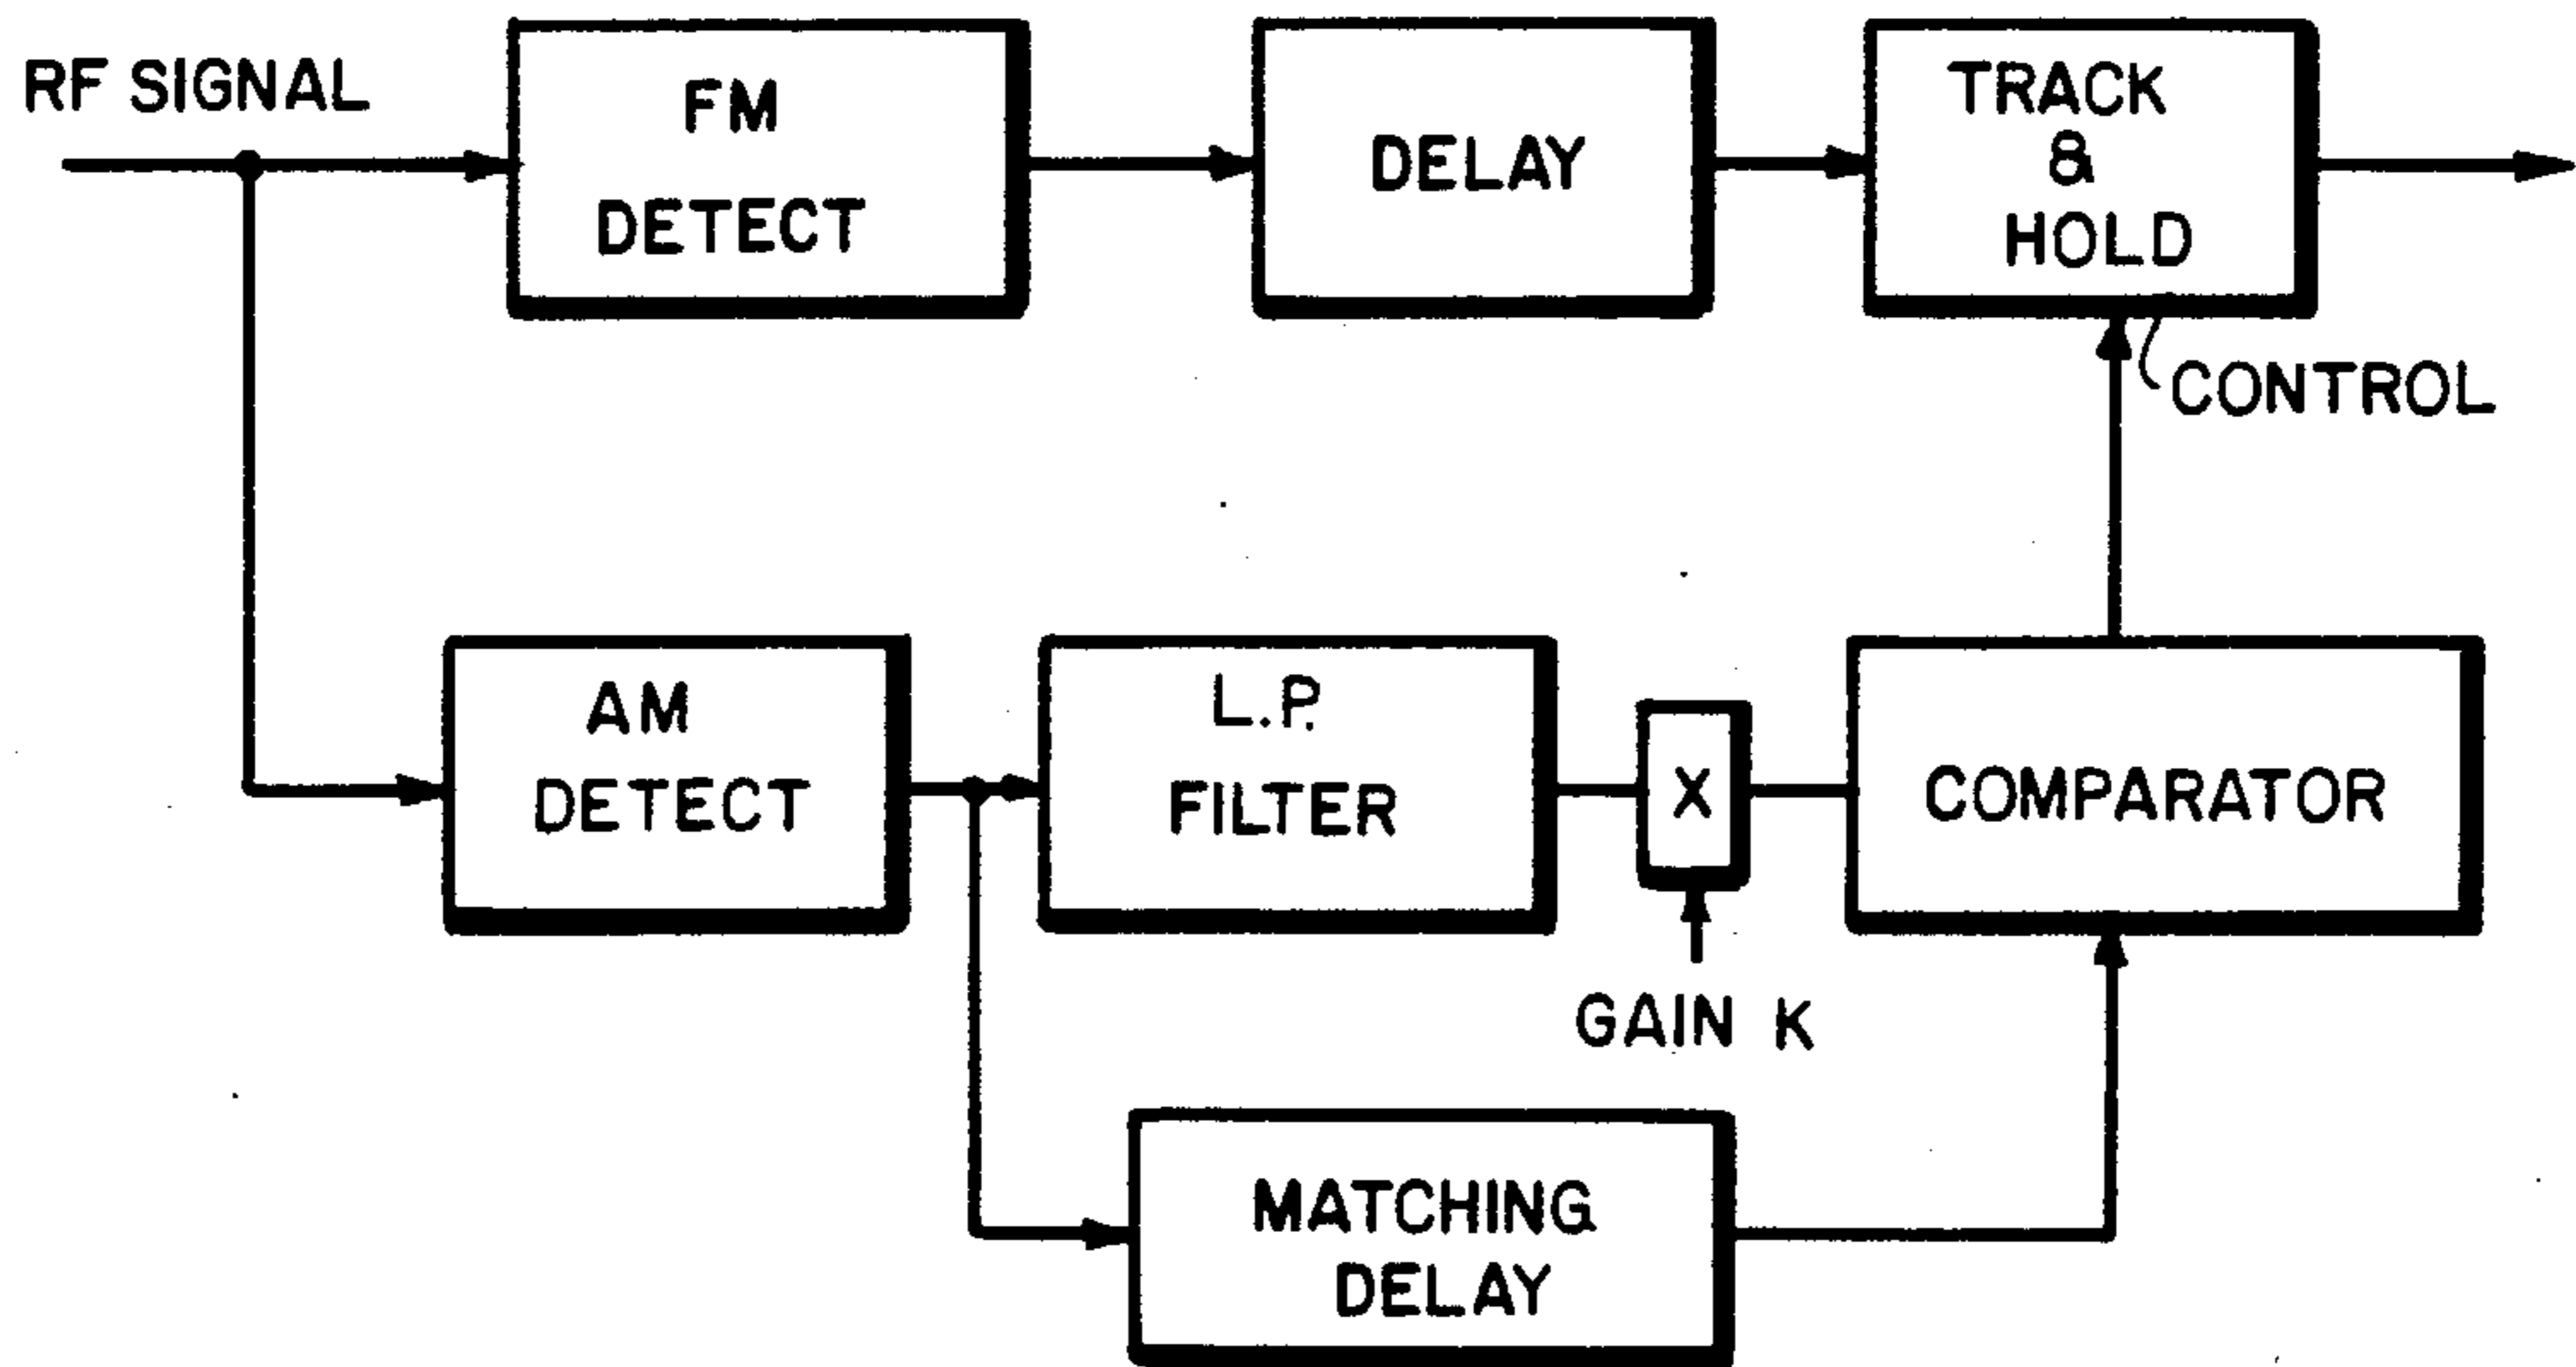 RF SIGNAL
FM
DETECT
DELAY
TRACK
&
HOLD
CONTROL
AM
DETECT
L.P.
FILTER
X
COMPARATOR
GAIN K
MATCHING
DELAY